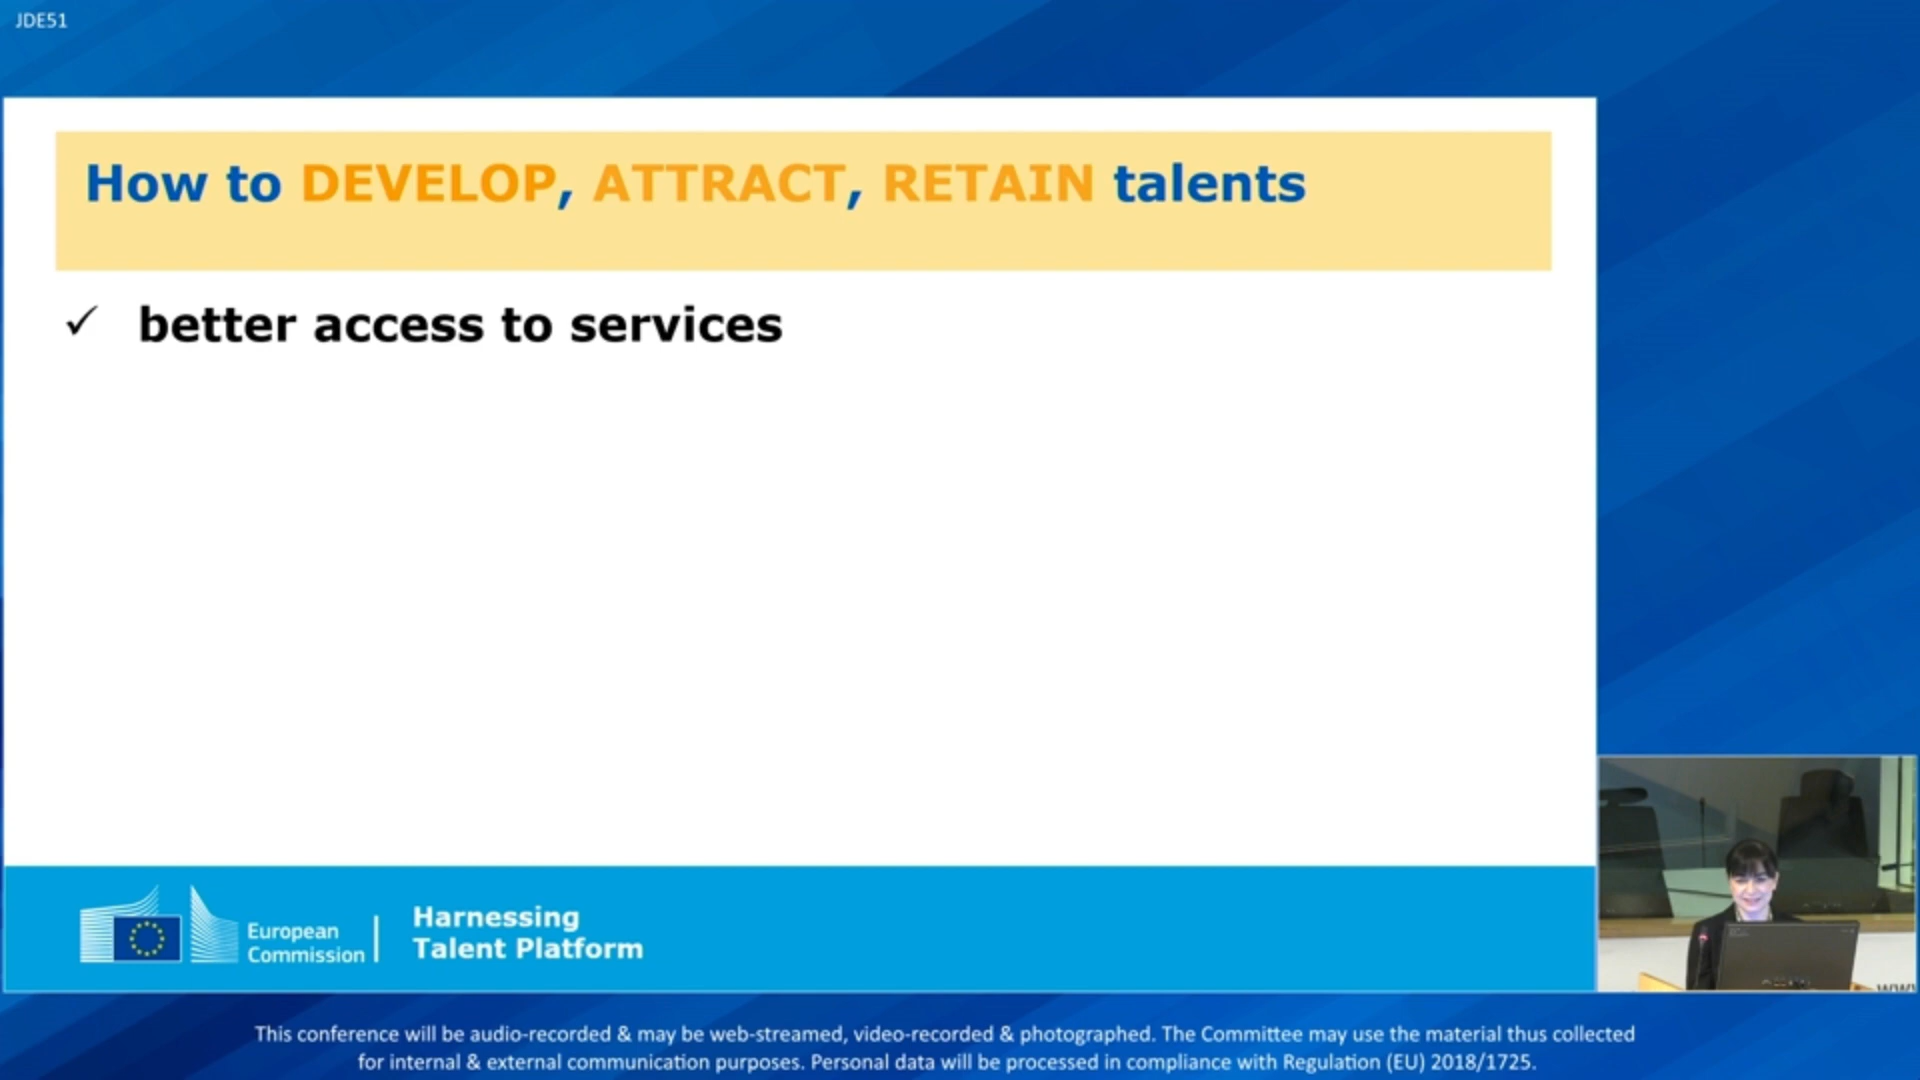 JDE51
How to DEVELOP, ATTRACT, RETAIN talents
✓ better access to services
European
Commission
Harnessing
Talent Platform
This conference will be audio-recorded & may be web-streamed, video-recorded & photographed. The Committee may use the material thus collected
for internal & external communication purposes. Personal data will be processed in compliance with Regulation (EU) 2018/1725.